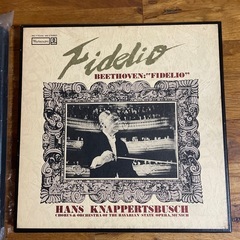 Fidelio
BEETHOVEN: "FIDELIO"
HANS KNAPPERTSBUSCH
CHORUS & ORCHESTRA OF THE BAVARIAN STATE OPERA, MUNICH